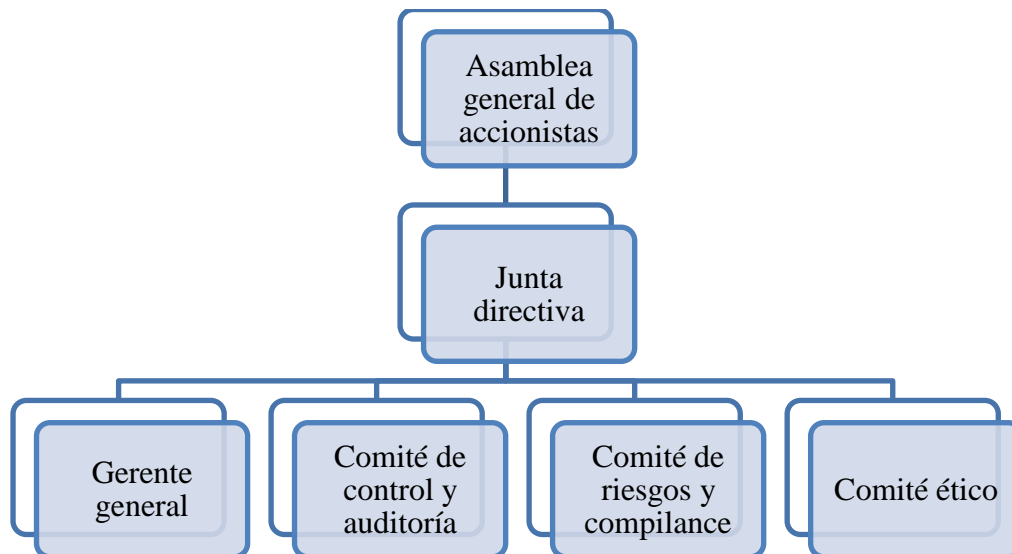 Asamblea
general de
accionistas
Junta
directiva
Gerente
general
Comité de
control y
auditoría
Comité de
riesgos y
compilance
Comité ético